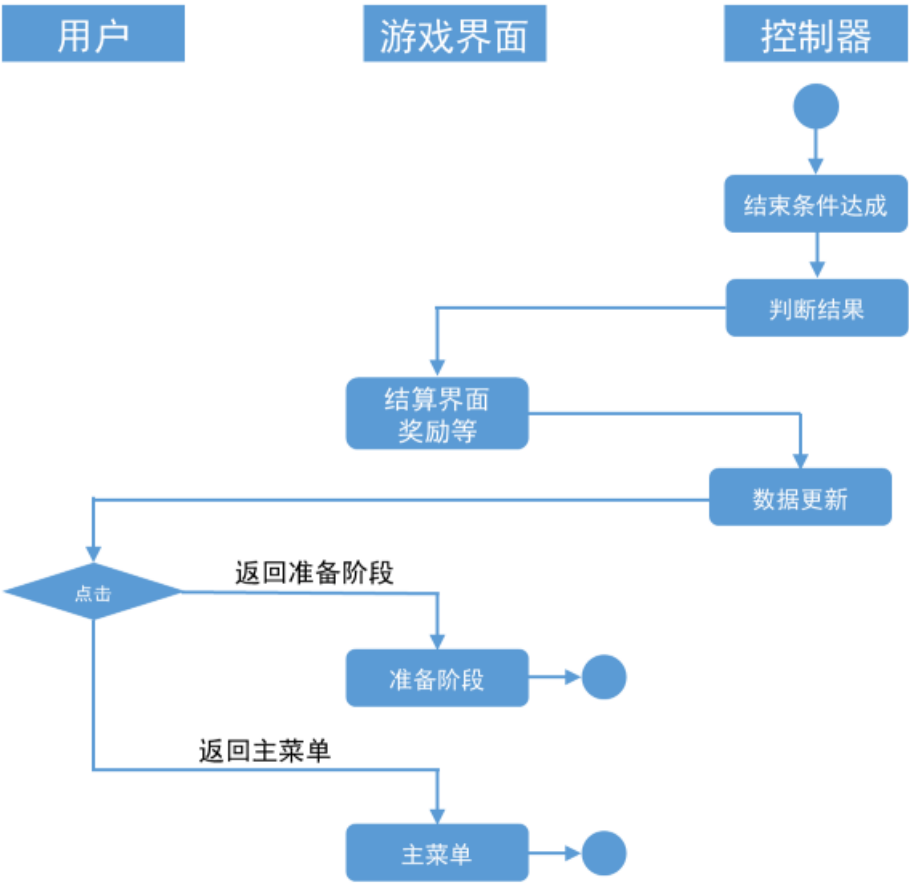 用户
游戏界面
控制器
结束条件达成
判断结果
结算界面
奖励等
数据更新
点击
返回准备阶段
准备阶段
返回主菜单
主菜单